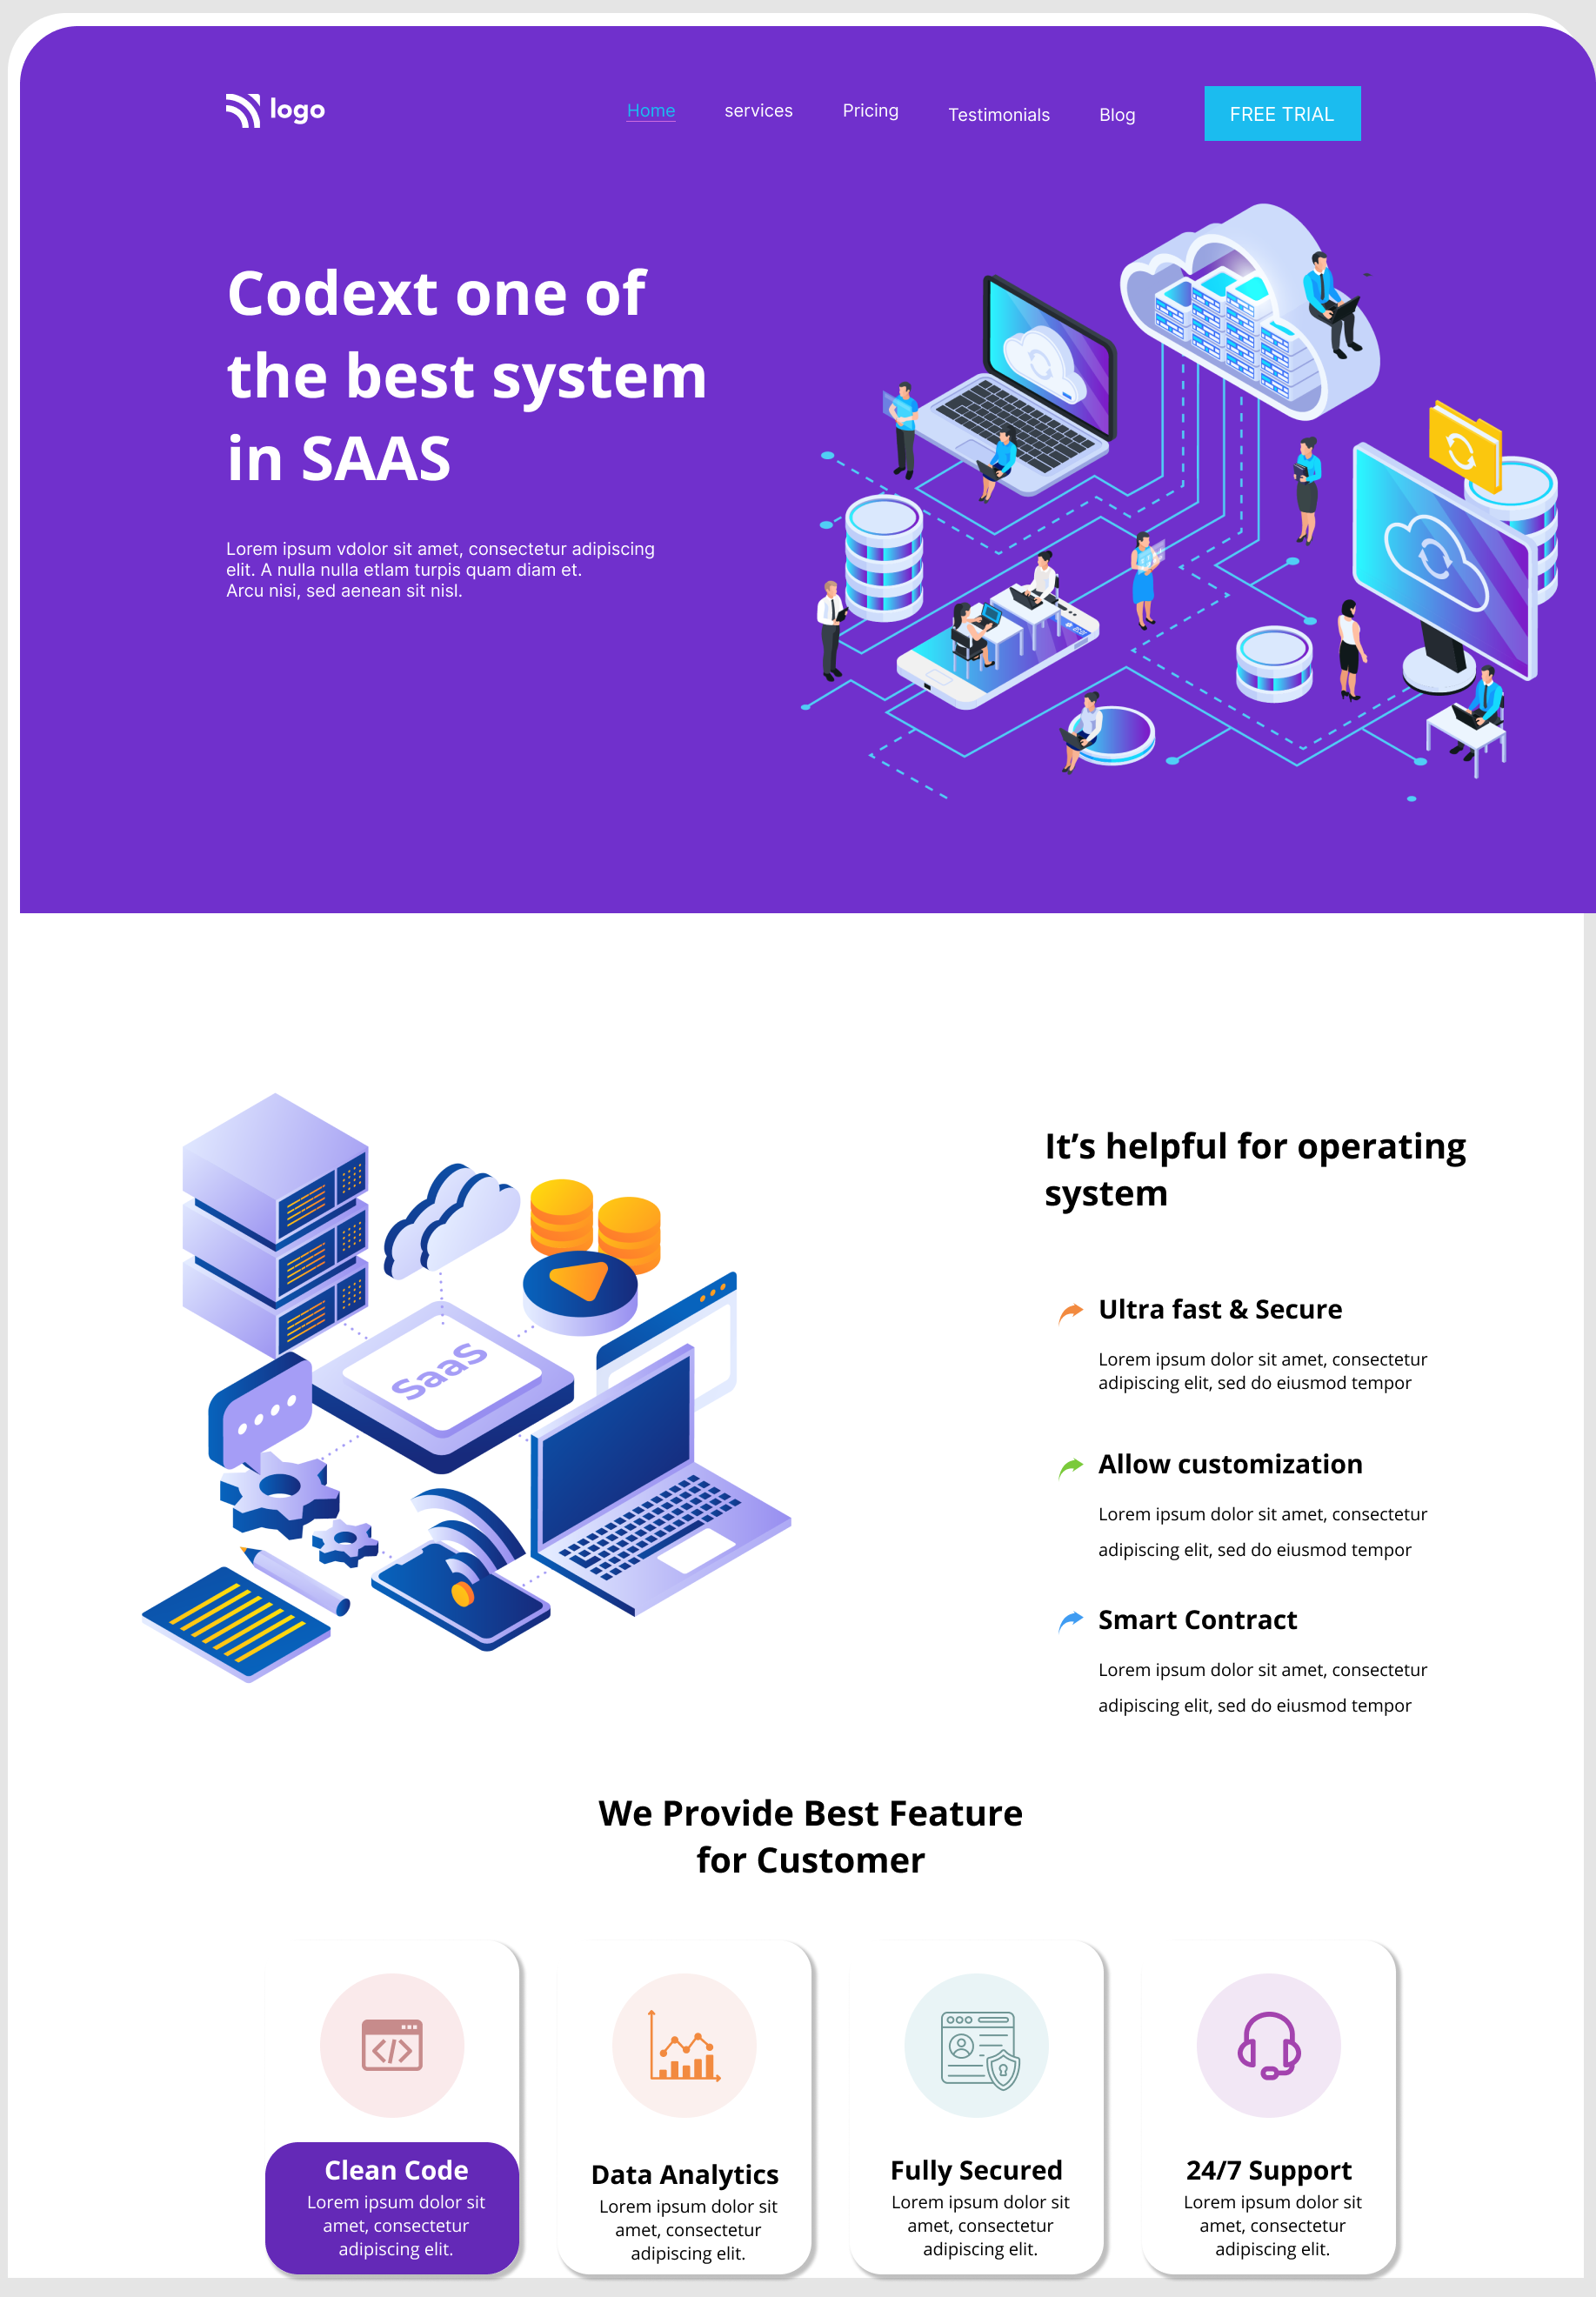 logo
Home services Pricing Testimonials Blog FREE TRIAL
Codext one of
the best system
in SAAS
Lorem ipsum vdolor sit amet, consectetur adipiscing
elit. A nulla nulla etlam turpis quam diam et.
Arcu nisi, sed aenean sit nisl.
SaaS
It’s helpful for operating
system
Ultra fast & Secure
Lorem ipsum dolor sit amet, consectetur
adipiscing elit, sed do eiusmod tempor
Allow customization
Lorem ipsum dolor sit amet, consectetur
adipiscing elit, sed do eiusmod tempor
Smart Contract
Lorem ipsum dolor sit amet, consectetur
adipiscing elit, sed do eiusmod tempor
We Provide Best Feature
for Customer
Clean Code
Lorem ipsum dolor sit
amet, consectetur
adipiscing elit.
Data Analytics
Lorem ipsum dolor sit
amet, consectetur
adipiscing elit.
Fully Secured
Lorem ipsum dolor sit
amet, consectetur
adipiscing elit.
24/7 Support
Lorem ipsum dolor sit
amet, consectetur
adipiscing elit.